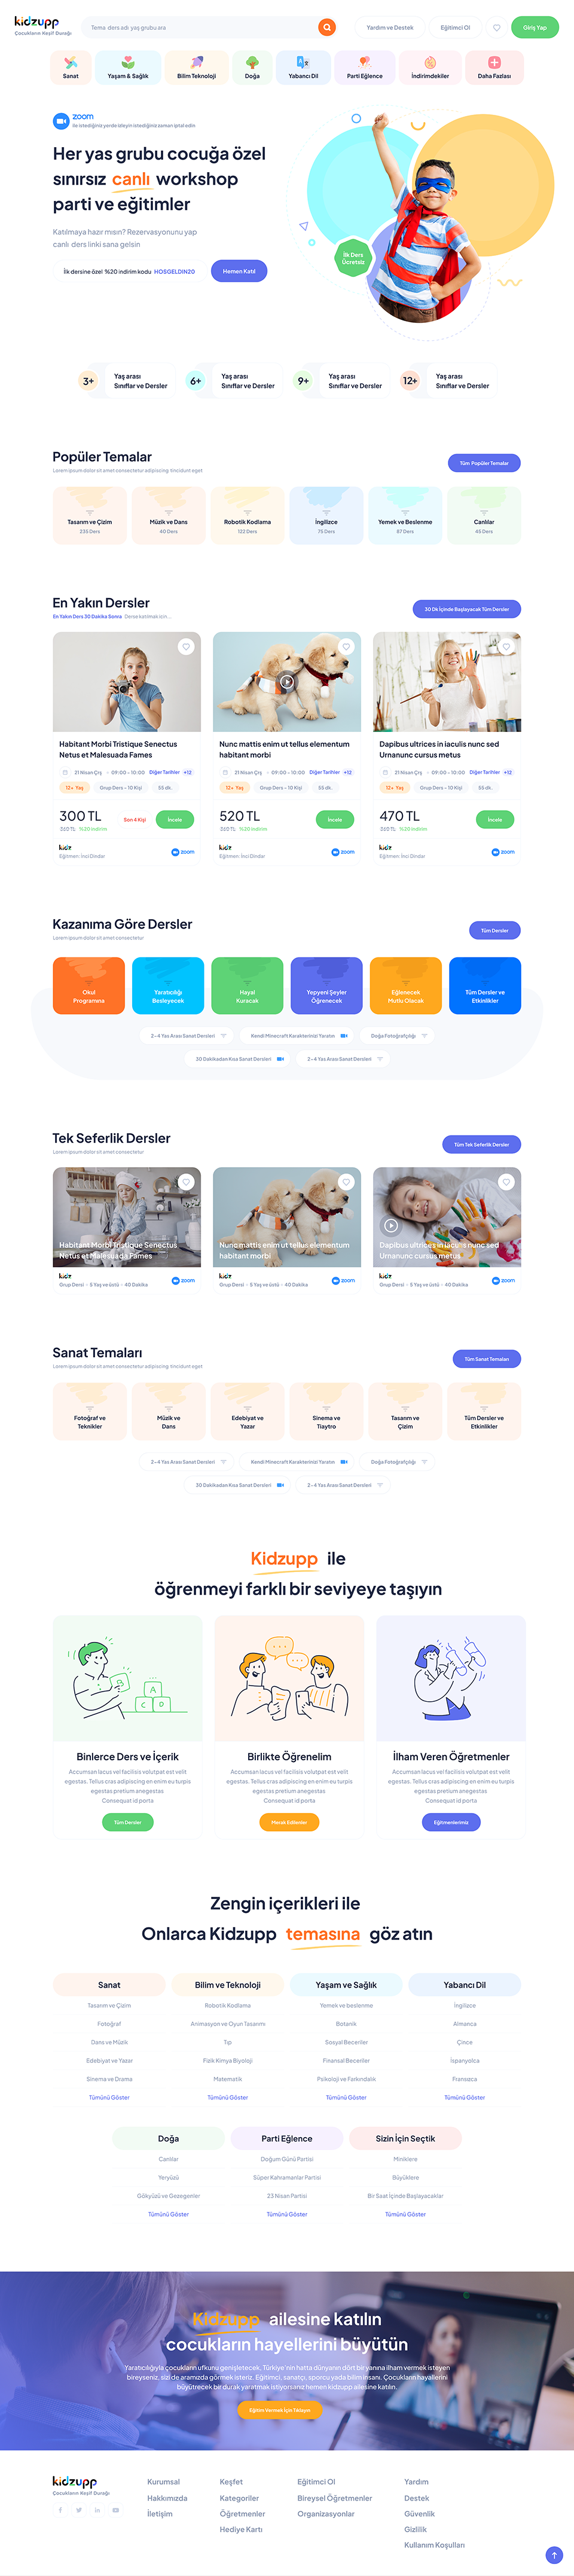 kidzupp
Çocukların Keşif Durağı
Tema ders adı yaş grubu ara
Yardım ve Destek
Eğitimci Ol
Giriş Yap
Sanat
Yaşam & Sağlık
Bilim Teknoloji
Doğa
Yabancı Dil
Parti Eğlence
İndirimdekiler
Daha Fazlası
zoom
ile istediğiniz yerde izleyin istediğiniz zaman iptal edin
Her yas grubu cocuğa özel
sınırsız canlı workshop
parti ve eğitimler
Katılmaya hazır mısın? Rezervasyonunu yap
canlı ders linki sana gelsin
İlk dersine özel %20 indirim kodu HOSGELDIN20
Hemen Katıl
İlk Ders
Ücretsiz
3+
Yaş arası
Sınıflar ve Dersler
6+
Yaş arası
Sınıflar ve Dersler
9+
Yaş arası
Sınıflar ve Dersler
12+
Yaş arası
Sınıflar ve Dersler
Popüler Temalar
Lorem ipsum dolor sit amet consectetur adipiscing tincidunt eget
Tüm Popüler Temalar
Tasarım ve Çizim
235 Ders
Müzik ve Dans
40 Ders
Robotik Kodlama
122 Ders
İngilizce
75 Ders
Yemek ve Beslenme
87 Ders
Canlılar
45 Ders
En Yakın Dersler
En Yakın Ders 30 Dakika Sonra Derse katılmak icin ...
30 Dk İçinde Başlayacak Tüm Dersler
Habitant Morbi Tristique Senectus
Netus et Malesuada Fames
21 Nisan Çrş
09:00 - 10:00
Diğer Tarihler
+12
12+ Yaş
Grup Ders - 10 Kişi
55 dk.
300 TL
350 TL %20 indirim
Son 4 Kişi
İncele
kidz
Eğitmen: İnci Dindar
zoom
Nunc mattis enim ut tellus elementum
habitant morbi
21 Nisan Çrş
09:00 - 10:00
Diğer Tarihler
+12
12+ Yaş
Grup Ders - 10 Kişi
55 dk.
520 TL
350 TL %20 indirim
İncele
kidz
Eğitmen: İnci Dindar
zoom
Dapibus ultrices in iaculis nunc sed
Urnanunc cursus metus
21 Nisan Çrş
09:00 - 10:00
Diğer Tarihler
+12
12+ Yaş
Grup Ders - 10 Kişi
55 dk.
470 TL
350 TL %20 indirim
İncele
kidz
Eğitmen: İnci Dindar
zoom
Kazanıma Göre Dersler
Lorem ipsum dolor sit amet consectetur
Tüm Dersler
Okul
Programına
Yaratıcılığı
Besleyecek
Hayal
Kuracak
Yepyeni Şeyler
Öğrenecek
Eğlenecek
Mutlu Olacak
Tüm Dersler ve
Etkinlikler
2-4 Yas Arası Sanat Dersleri
Kendi Minecraft Karakterinizi Yaratın
Doğa Fotoğrafçılığı
30 Dakikadan Kısa Sanat Dersleri
2-4 Yas Arası Sanat Dersleri
Tek Seferlik Dersler
Lorem ipsum dolor sit amet consectetur
Tüm Tek Seferlik Dersler
Habitant Morbi Tristique Senectus
Netus et Malesuada Fames
kidz
Grup Dersi - 5 Yaş ve üstü - 40 Dakika
zoom
Nunc mattis enim ut tellus elementum
habitant morbi
kidz
Grup Dersi - 5 Yaş ve üstü - 40 Dakika
zoom
Dapibus ultrices in iaculis nunc sed
Urnanunc cursus metus
kidz
Grup Dersi - 5 Yaş ve üstü - 40 Dakika
zoom
Sanat Temaları
Lorem ipsum dolor sit amet consectetur adipiscing tincidunt eget
Tüm Sanat Temaları
Fotoğraf ve
Teknikler
Müzik ve
Dans
Edebiyat ve
Yazar
Sinema ve
Tiaytro
Tasarım ve
Çizim
Tüm Dersler ve
Etkinlikler
2-4 Yas Arası Sanat Dersleri
Kendi Minecraft Karakterinizi Yaratın
Doğa Fotoğrafçılığı
30 Dakikadan Kısa Sanat Dersleri
2-4 Yas Arası Sanat Dersleri
Kidzupp ile
öğrenmeyi farklı bir seviyeye taşıyın
Binlerce Ders ve İçerik
Accumsan lacus vel facilisis volutpat est velit
egestas. Tellus cras adipiscing en enim eu turpis
egestas pretium anegestas
Consequat id porta
Tüm Dersler
Birlikte Öğrenelim
Accumsan lacus vel facilisis volutpat est velit
egestas. Tellus cras adipiscing en enim eu turpis
egestas pretium anegestas
Consequat id porta
Merak Edilenler
İlham Veren Öğretmenler
Accumsan lacus vel facilisis volutpat est velit
egestas. Tellus cras adipiscing en enim eu turpis
egestas pretium anegestas
Consequat id porta
Eğitmenlerimiz
Zengin içerikleri ile
Onlarca Kidzupp temasına göz atın
Sanat
Tasarım ve Çizim
Fotoğraf
Dans ve Müzik
Edebiyat ve Yazar
Sinema ve Drama
Tümünü Göster
Bilim ve Teknoloji
Robotik Kodlama
Animasyon ve Oyun Tasarımı
Tıp
Fizik Kimya Biyoloji
Matematik
Tümünü Göster
Yaşam ve Sağlık
Yemek ve beslenme
Botanik
Sosyal Beceriler
Finansal Beceriler
Psikoloji ve Farkındalık
Tümünü Göster
Yabancı Dil
İngilizce
Almanca
Çince
İspanyolca
Fransızca
Tümünü Göster
Doğa
Canlılar
Yeryüzü
Gökyüzü ve Gezegenler
Tümünü Göster
Parti Eğlence
Doğum Günü Partisi
Süper Kahramanlar Partisi
23 Nisan Partisi
Tümünü Göster
Sizin İçin Seçtik
Miniklere
Büyüklere
Bir Saat İçinde Başlayacaklar
Tümünü Göster
Kidzupp ailesine katılın
cocukların hayellerini büyütün
Yaratıcılığıyla çocukların ufkunu genişletecek, Türkiye'nin hatta dünyanın dört bir yanına ilham vermek isteyen
bireyseniz, sizi de aramızda görmek isteriz. Eğitimci, sanatçı, sporcu yada bilim insanı. Çocukların hayallerini
büyütrecek bir durak yaratmak istiyorsanız hemen kidzupp ailesine katılın.
Eğitim Vermek İçin Tıklayın
kidzupp
Çocukların Keşif Durağı
Kurumsal
Hakkımızda
İletişim
Keşfet
Kategoriler
Öğretmenler
Hediye Kartı
Eğitimci Ol
Bireysel Öğretmenler
Organizasyonlar
Yardım
Destek
Güvenlik
Gizlilik
Kullanım Koşulları